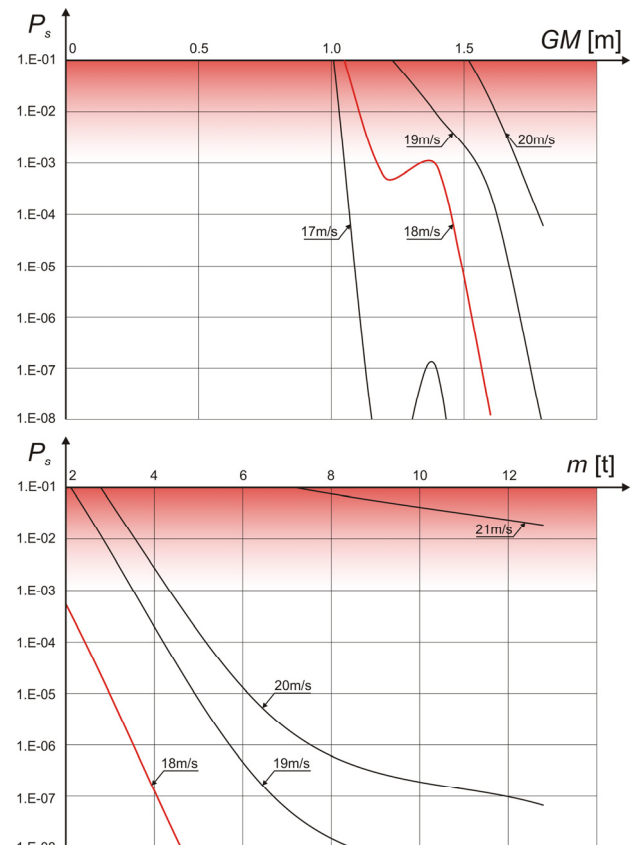 Pₛ
0 0.5 1.0 1.5 GM [m]
1.E-01
1.E-02
19m/s 20m/s
1.E-03
1.E-04
17m/s 18m/s
1.E-05
1.E-06
1.E-07
1.E-08
Pₛ
2 4 6 8 10 12 m [t]
1.E-01
21m/s
1.E-02
1.E-03
1.E-04
20m/s
1.E-05
1.E-06
18m/s 19m/s
1.E-07